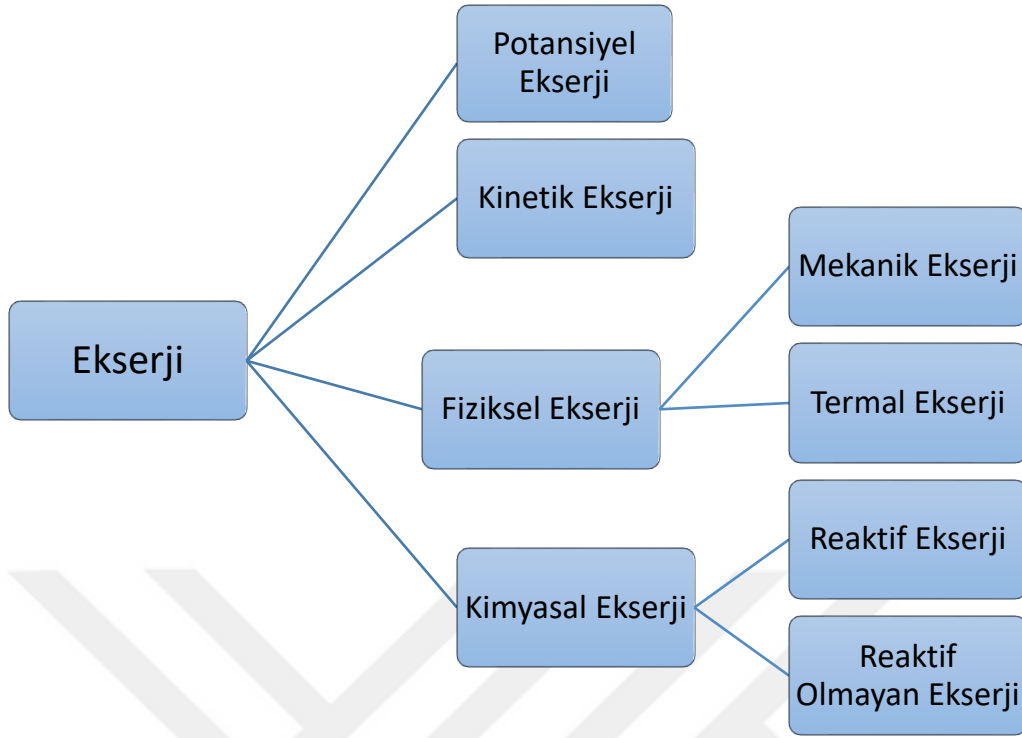 Potansiyel
Ekserji
Kinetik Ekserji
Mekanik Ekserji
Ekserji
Fiziksel Ekserji
Termal Ekserji
Reaktif Ekserji
Kimyasal Ekserji
Reaktif
Olmayan Ekserji